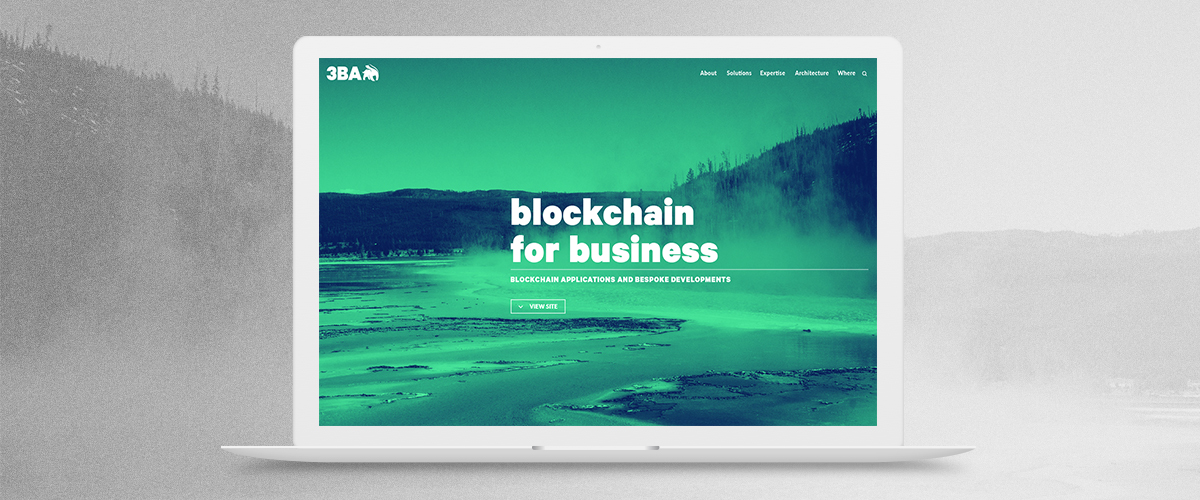 3BA
About Solutions Expertise Architecture Where
blockchain
for business
BLOCKCHAIN APPLICATIONS AND BESPOKE DEVELOPMENTS
VIEW SITE